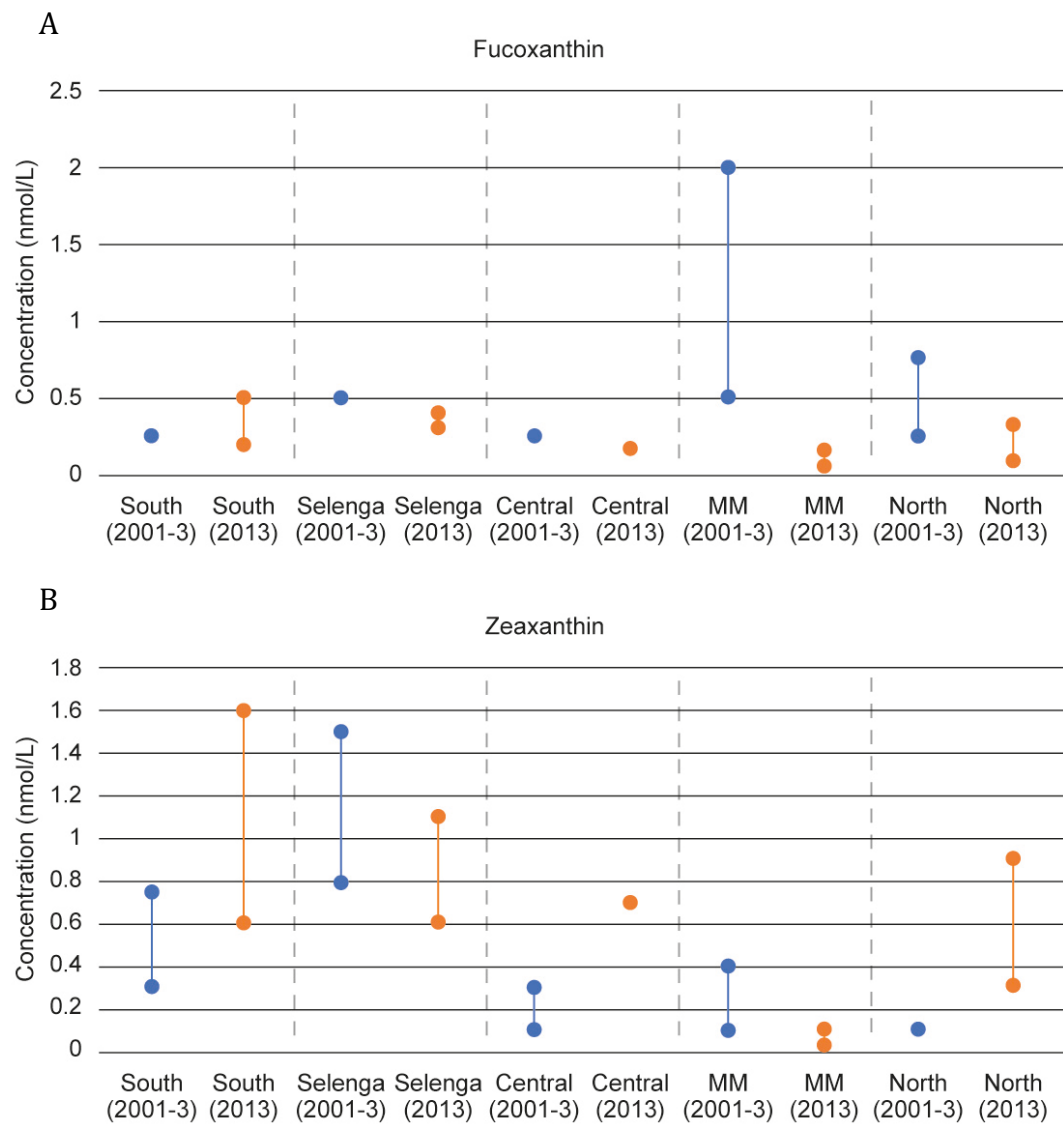 A
Fucoxanthin
Concentration (nmol/L)
2.5
2
1.5
1
0.5
0
South South Selenga Selenga Central Central MM MM North North
(2001-3) (2013) (2001-3) (2013) (2001-3) (2013) (2001-3) (2013) (2001-3) (2013)
B
Zeaxanthin
Concentration (nmol/L)
1.8
1.6
1.4
1.2
1
0.8
0.6
0.4
0.2
0
South South Selenga Selenga Central Central MM MM North North
(2001-3) (2013) (2001-3) (2013) (2001-3) (2013) (2001-3) (2013) (2001-3) (2013)